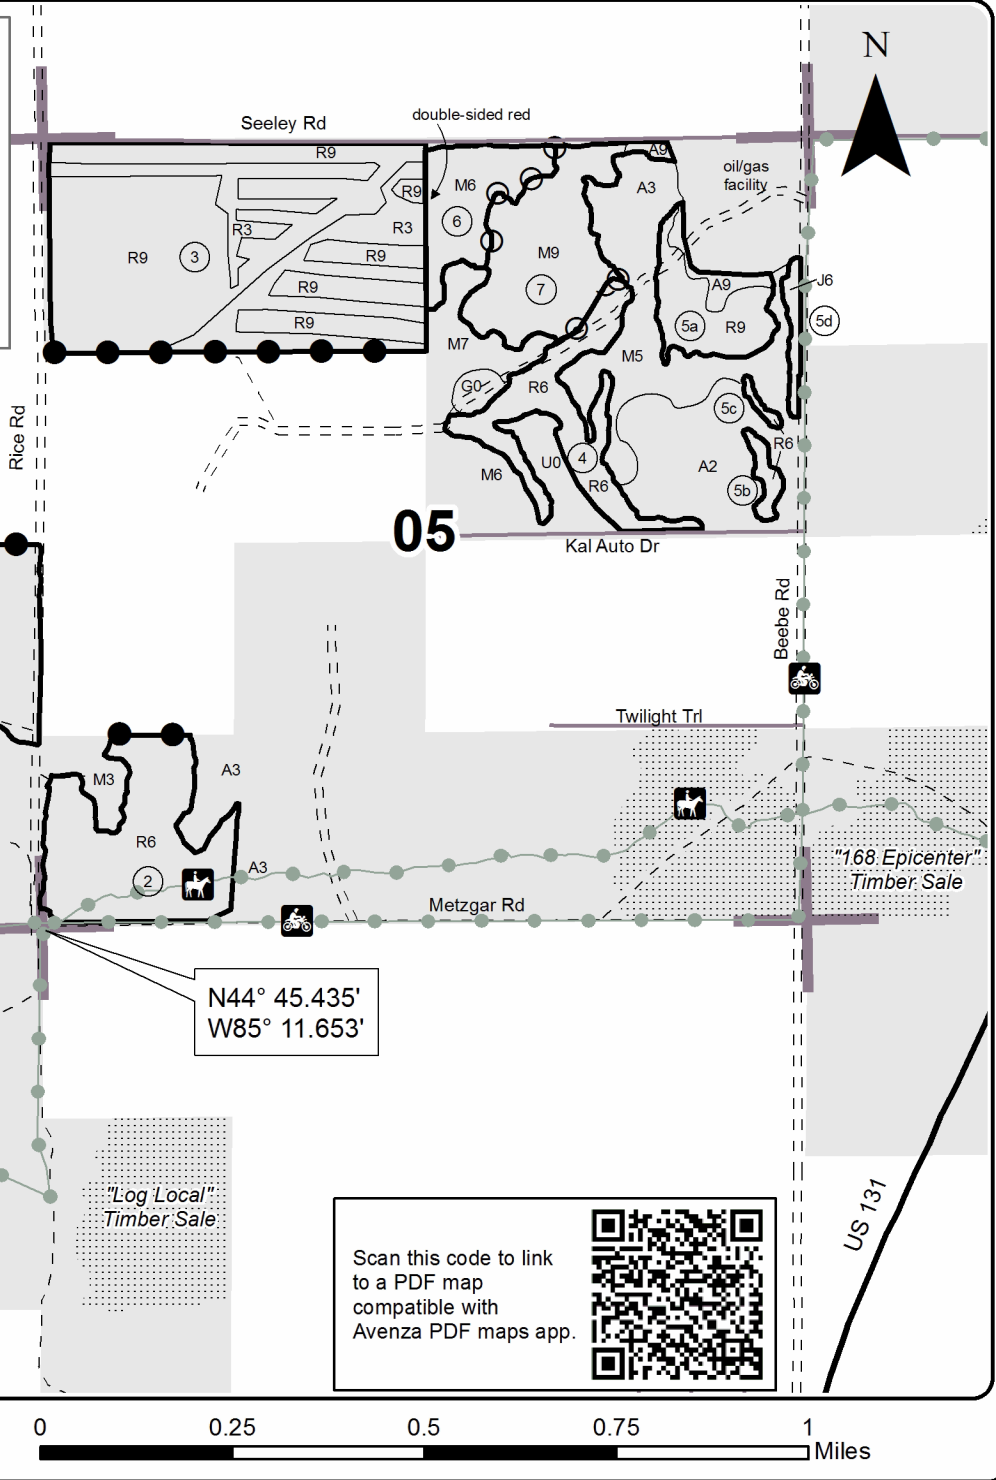 N
Seeley Rd
double-sided red
R9
A9
oil/gas
facility
M6
R9
A3
6
R3
R3
R9
3
R9
M9
A9
J6
R9
7
R9
5a
R9
5d
M7
M5
G0
R6
5c
Rice Rd
R6
M6
U0
4
A2
R6
5b
05
Kal Auto Dr
Beebe Rd
Twilight Trl
M3
A3
R6
2
A3
"168 Epicenter"
Timber Sale
Metzgar Rd
N44° 45.435'
W85° 11.653'
"Log Local"
Timber Sale
US 131
Scan this code to link
to a PDF map
compatible with
Avenza PDF maps app.
0 0.25 0.5 0.75 1
Miles